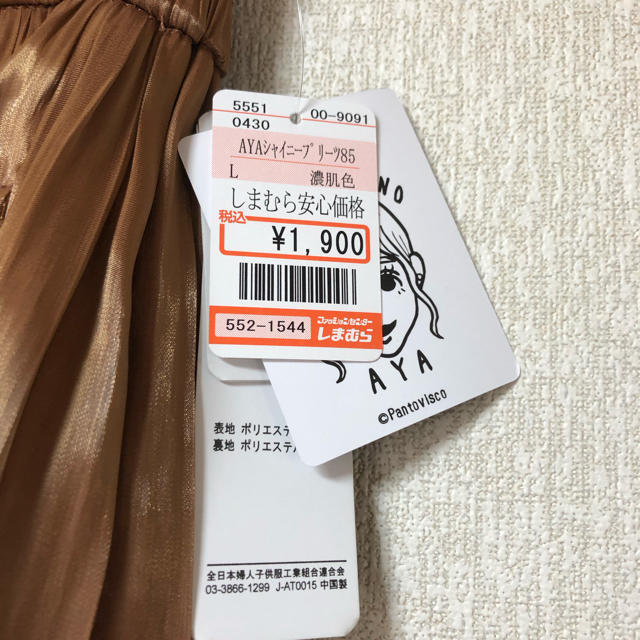 5551
00-9091
0430
AYAシャイニープリーツ85
L 濃肌色
しまむら安心価格
税込
¥1,900
552-1544
ファッションセンター
しまむら
NO
AYA
©Pantovisco
表地 ポリエステ
裏地 ポリエステル
全日本婦人子供服工業組合連合会
03-3866-1299 J-AT0015 中国製